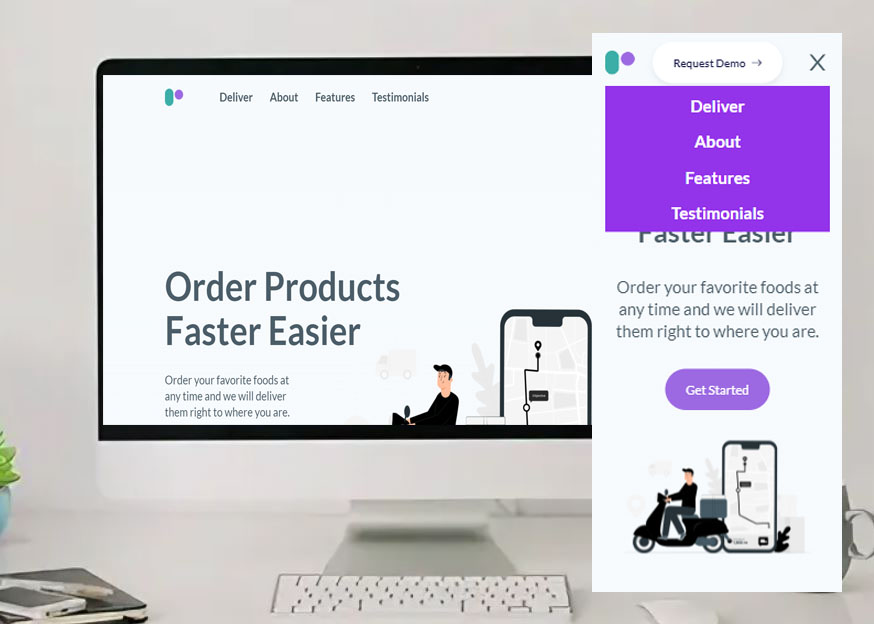 Deliver About Features Testimonials
Order Products
Faster Easier
Order your favorite foods at
any time and we will deliver
them right to where you are.
Request Demo →
X
Deliver
About
Features
Testimonials
Faster Easier
Order your favorite foods at
any time and we will deliver
them right to where you are.
Get Started